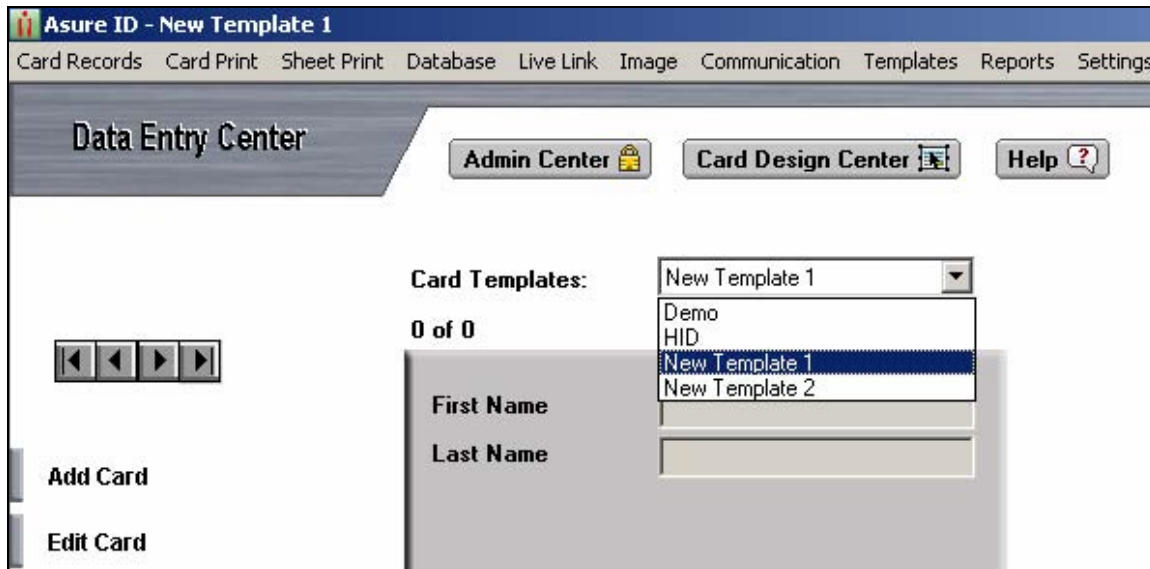 Asure ID - New Template 1
Card Records Card Print Sheet Print Database Live Link Image Communication Templates Reports Settings
Data Entry Center
Admin Center
Card Design Center
Help ?
Card Templates:
New Template 1
0 of 0
Demo
HID
New Template 1
New Template 2
First Name
Last Name
Add Card
Edit Card